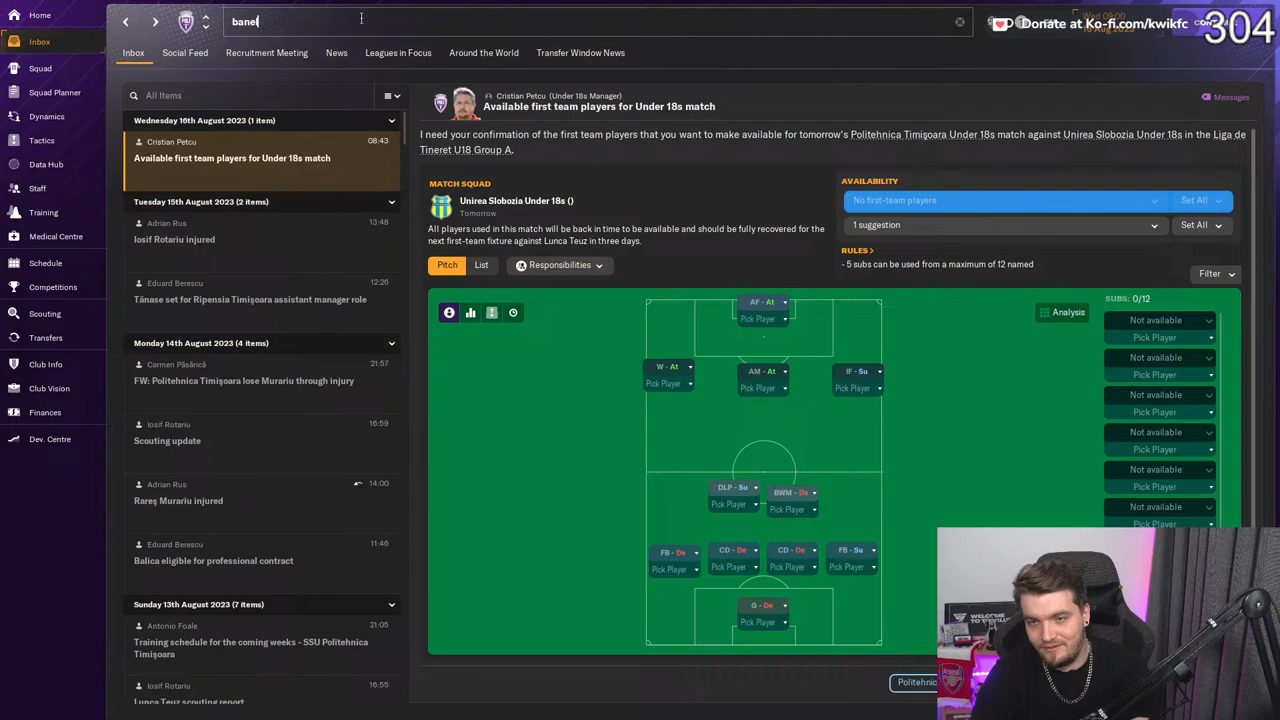 Home
Inbox
Squad
Squad Planner
Dynamics
Tactics
Data Hub
Staff
Training
Medical Centre
Schedule
Competitions
Scouting
Transfers
Club Info
Club Vision
Finances
Dev. Centre
banel
Donate at Ko-fi.com/kwikfc
304
Inbox
Social Feed
Recruitment Meeting
News
Leagues in Focus
Around the World
Transfer Window News
All Items
Wednesday 16th August 2023 (1 item)
Cristian Petcu 08:43
Available first team players for Under 18s match
Tuesday 15th August 2023 (2 items)
Adrian Rus 13:48
Iosif Rotariu injured
Eduard Berescu 12:26
Tănase set for Ripensia Timişoara assistant manager role
Monday 14th August 2023 (4 items)
Carmen Păsărică 21:57
FW: Politehnica Timişoara lose Murariu through injury
Iosif Rotariu 16:59
Scouting update
Adrian Rus 14:00
Rareş Murariu injured
Eduard Berescu 11:46
Balica eligible for professional contract
Sunday 13th August 2023 (7 items)
Antonio Foale 21:05
Training schedule for the coming weeks - SSU Politehnica
Timişoara
Iosif Rotariu 16:55
Lunca Teuz scouting report
Cristian Petcu (Under 18s Manager)
Available first team players for Under 18s match
Messages
I need your confirmation of the first team players that you want to make available for tomorrow's Politehnica Timişoara Under 18s match against Unirea Slobozia Under 18s in the Liga de
Tineret U18 Group A.
MATCH SQUAD
Unirea Slobozia Under 18s ()
Tomorrow
All players used in this match will be back in time to be available and should be fully recovered for the
next first-team fixture against Lunca Teuz in three days.
AVAILABILITY
No first-team players Set All
1 suggestion Set All
RULES >
- 5 subs can be used from a maximum of 12 named
Pitch List Responsibilities
Filter
Analysis
AF - At
Pick Player
W - At
Pick Player
AM - At
Pick Player
IF - Su
Pick Player
DLP - Su
Pick Player
BWM - De
Pick Player
FB - De
Pick Player
CD - De
Pick Player
CD - De
Pick Player
FB - Su
Pick Player
G - De
Pick Player
SUBS: 0/12
Not available
Pick Player
Not available
Pick Player
Not available
Pick Player
Not available
Pick Player
Not available
Pick Player
Not available
Pick Player